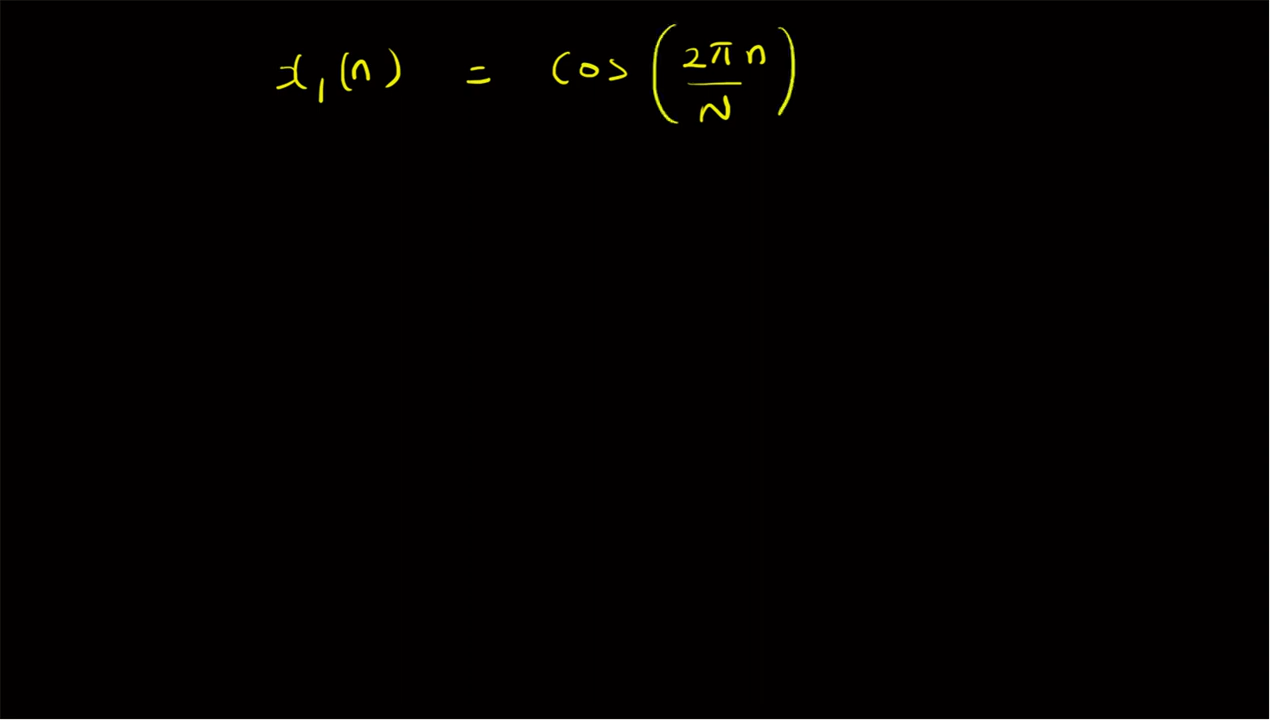 x₁(n) = cos(2πn/N)